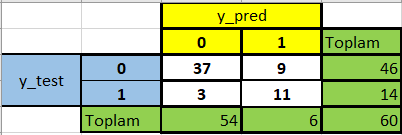 y_pred
0 1 Toplam
y_test 0 37 9 46
1 3 11 14
Toplam 54 6 60